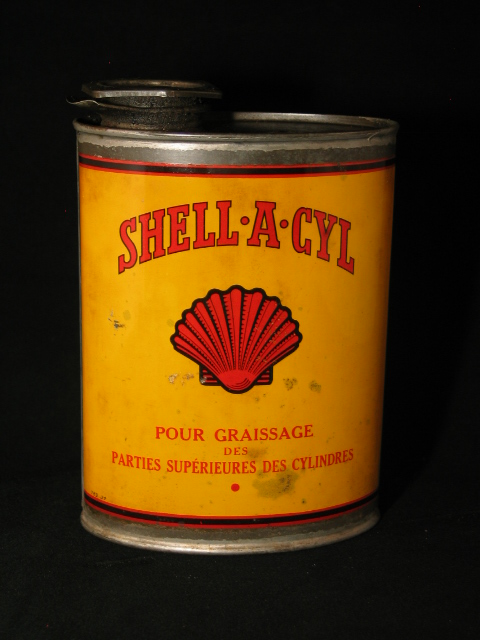 SHELL·A·CYL
POUR GRAISSAGE
DES
PARTIES SUPÉRIEURES DES CYLINDRES